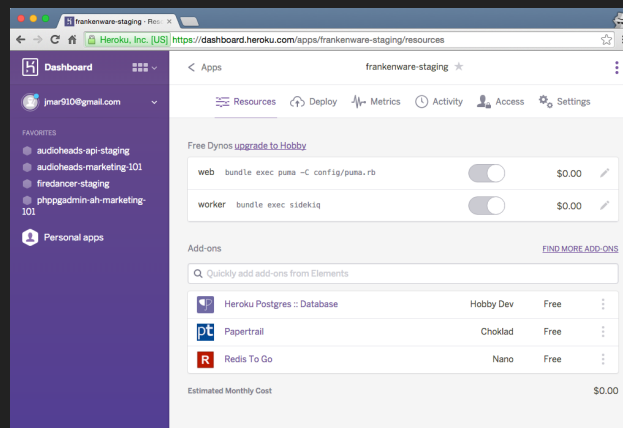 frankenware-staging · Reso
Heroku, Inc. [US] https://dashboard.heroku.com/apps/frankenware-staging/resources
Dashboard
Apps
frankenware-staging
jmar910@gmail.com
Resources Deploy Metrics Activity Access Settings
FAVORITES
audioheads-api-staging
audioheads-marketing-101
firedancer-staging
phppgadmin-ah-marketing-
101
Personal apps
Free Dynos upgrade to Hobby
web bundle exec puma -C config/puma.rb $0.00
worker bundle exec sidekiq $0.00
Add-ons FIND MORE ADD-ONS
Quickly add add-ons from Elements
Heroku Postgres :: Database Hobby Dev Free
pt Papertrail Choklad Free
R Redis To Go Nano Free
Estimated Monthly Cost $0.00